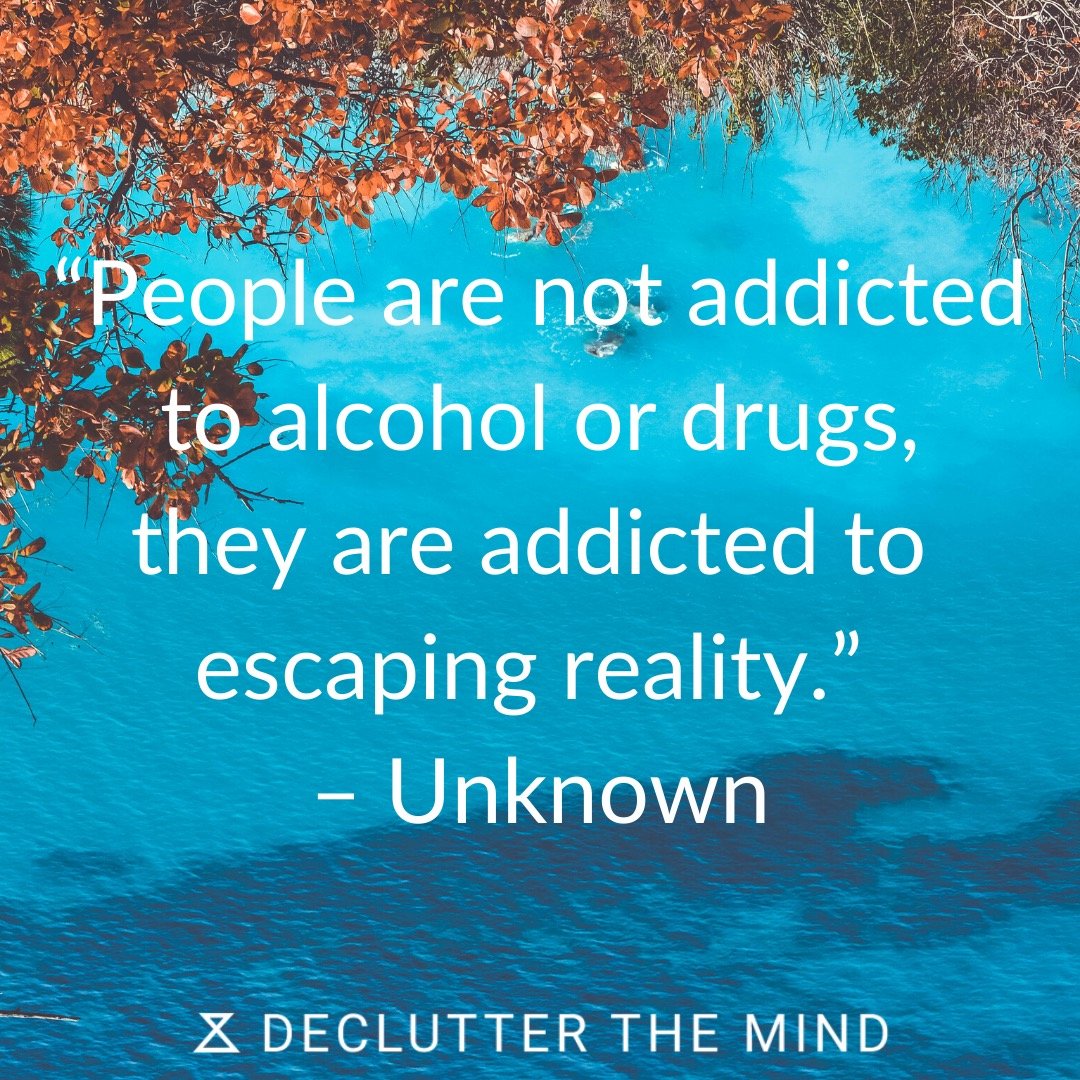 “People are not addicted
to alcohol or drugs,
they are addicted to
escaping reality.”
– Unknown
DECLUTTER THE MIND